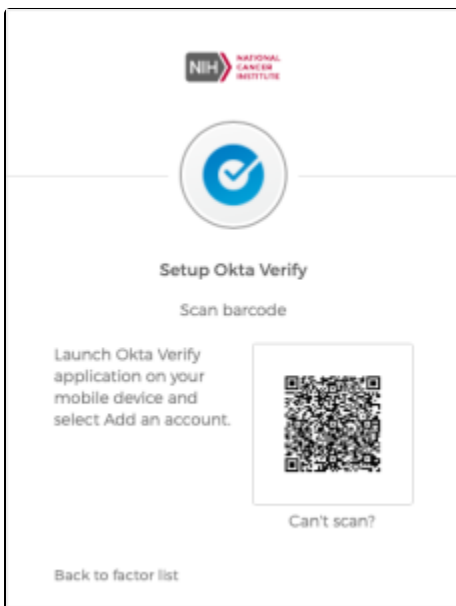 NIH
NATIONAL
CANCER
INSTITUTE
Setup Okta Verify
Scan barcode
Launch Okta Verify
application on your
mobile device and
select Add an account.
Can't scan?
Back to factor list